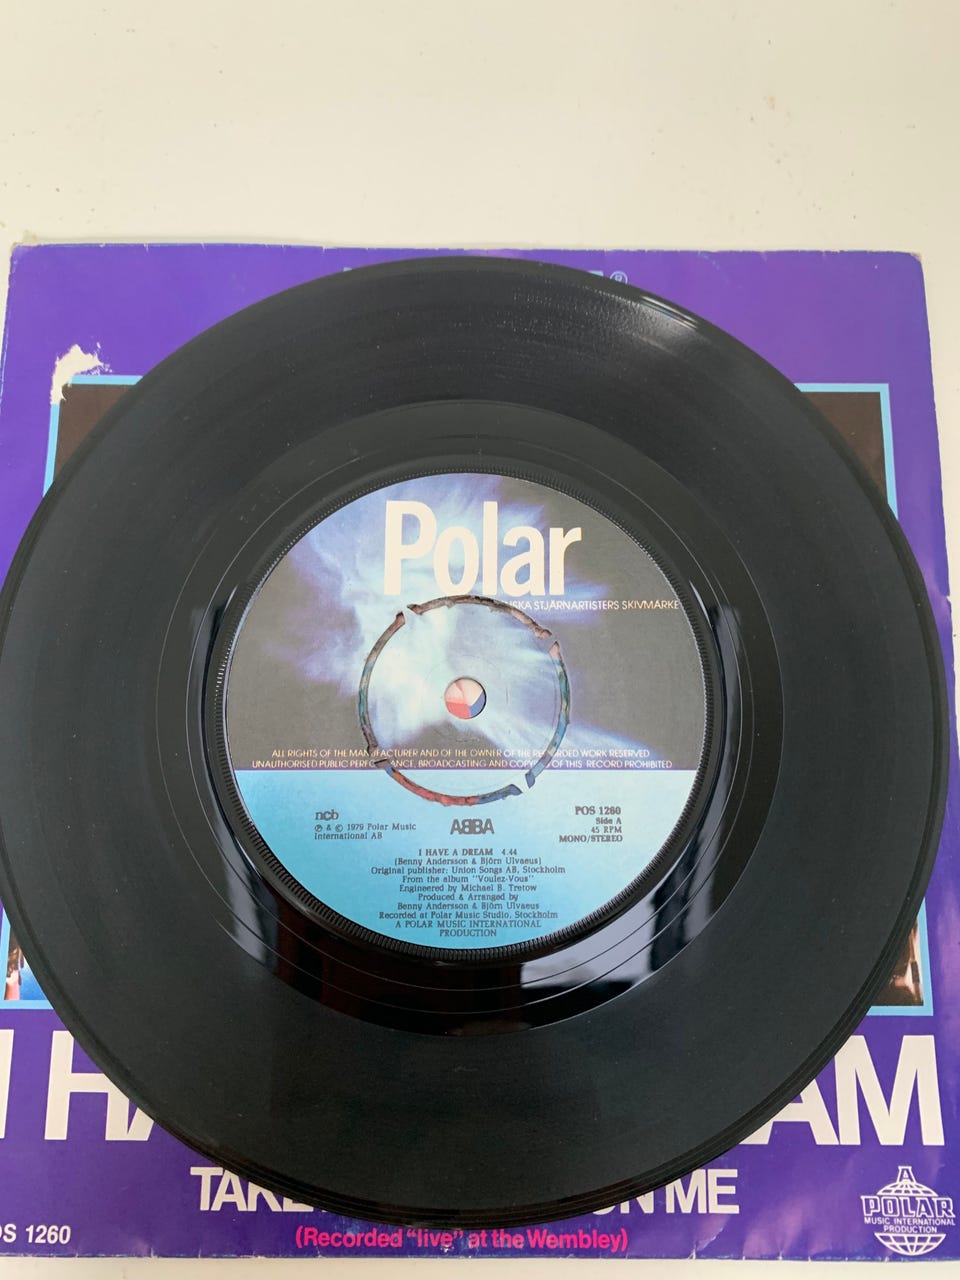 ®
Polar
SKA STJÄRNARTISTERS SKIVMÄRKE
ALL RIGHTS OF THE MANUFACTURER AND OF THE OWNER OF THE RECORDED WORK RESERVED
UNAUTHORISED PUBLIC PERFORMANCE, BROADCASTING AND COPYING OF THIS RECORD PROHIBITED
ncb
℗ & © 1979 Polar Music
International AB
ABBA
POS 1260
Side A
45 RPM
MONO/STEREO
I HAVE A DREAM 4.44
(Benny Andersson & Björn Ulvaeus)
Original publisher: Union Songs AB, Stockholm
From the album "Voulez-Vous"
Engineered by Michael B. Tretow
Produced & Arranged by
Benny Andersson & Björn Ulvaeus
Recorded at Polar Music Studio, Stockholm
A POLAR MUSIC INTERNATIONAL
PRODUCTION
I HA AM
TAKE ON ME
(Recorded "live" at the Wembley)
OS 1260
A
POLAR
MUSIC INTERNATIONAL
PRODUCTION